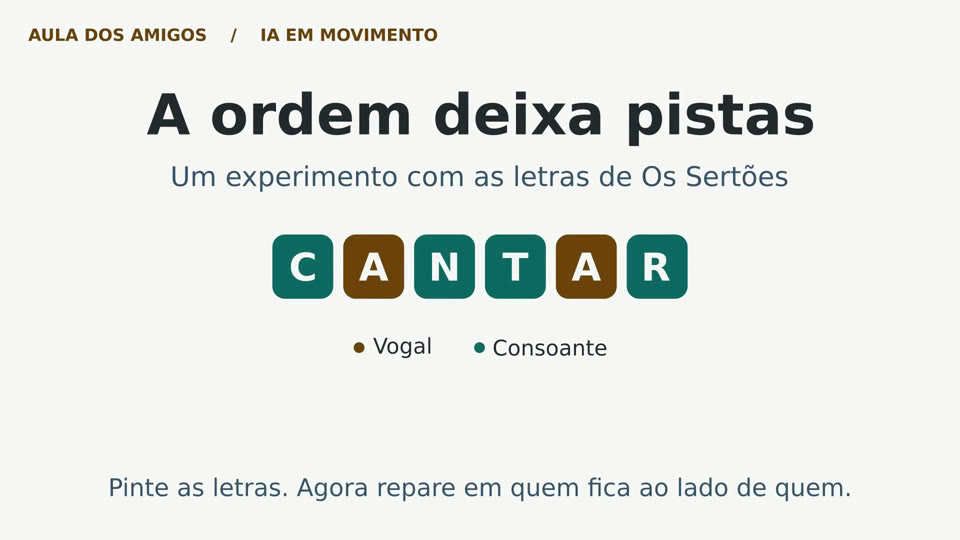 AULA DOS AMIGOS / IA EM MOVIMENTO
A ordem deixa pistas
Um experimento com as letras de Os Sertões
C A N T A R
Vogal Consoante
Pinte as letras. Agora repare em quem fica ao lado de quem.